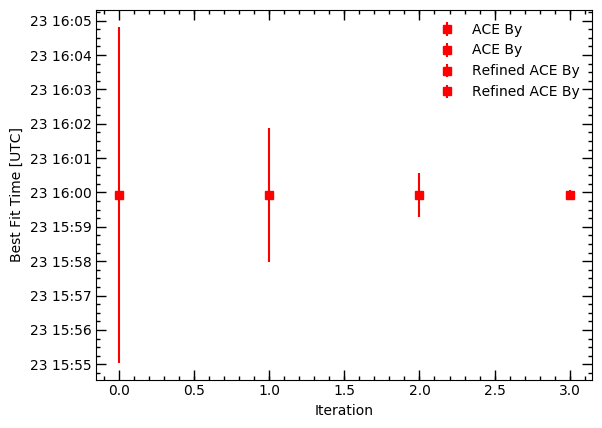 23 16:05
23 16:04
23 16:03
23 16:02
23 16:01
23 16:00
23 15:59
23 15:58
23 15:57
23 15:56
23 15:55
Best Fit Time [UTC]
ACE By
ACE By
Refined ACE By
Refined ACE By
0.0 0.5 1.0 1.5 2.0 2.5 3.0
Iteration